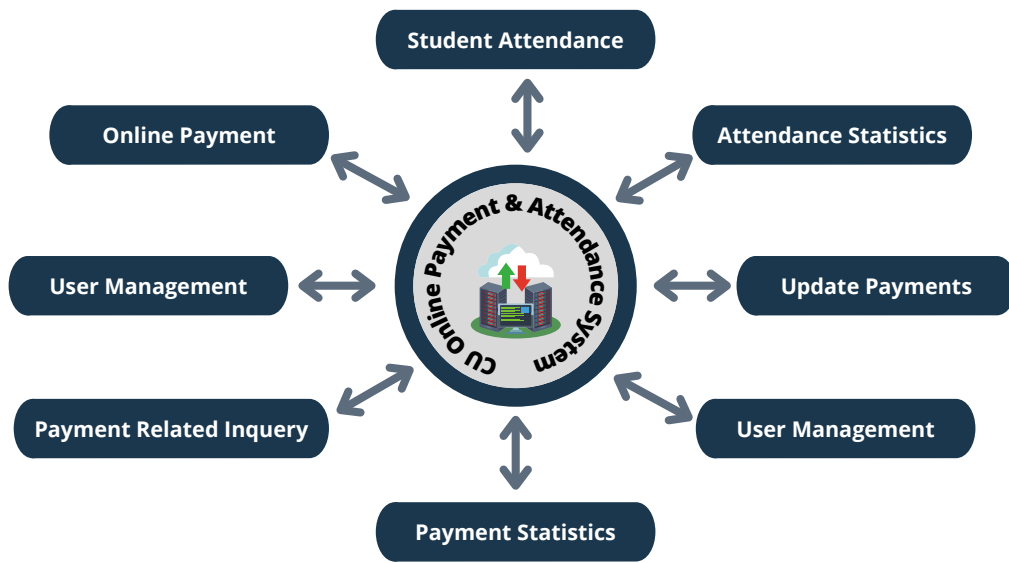 Student Attendance
Online Payment
Attendance Statistics
CU Online Payment & Attendance System
User Management
Update Payments
Payment Related Inquery
User Management
Payment Statistics